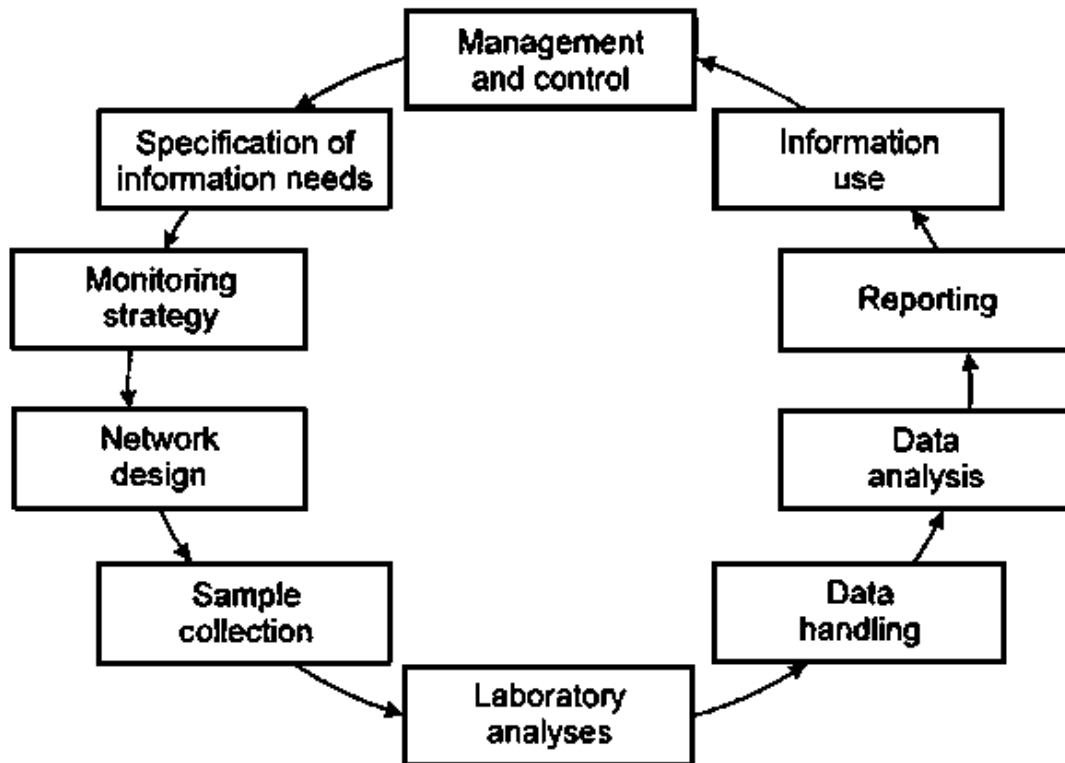 Management
and control
Specification of
information needs
Monitoring
strategy
Network
design
Sample
collection
Laboratory
analyses
Data
handling
Data
analysis
Reporting
Information
use